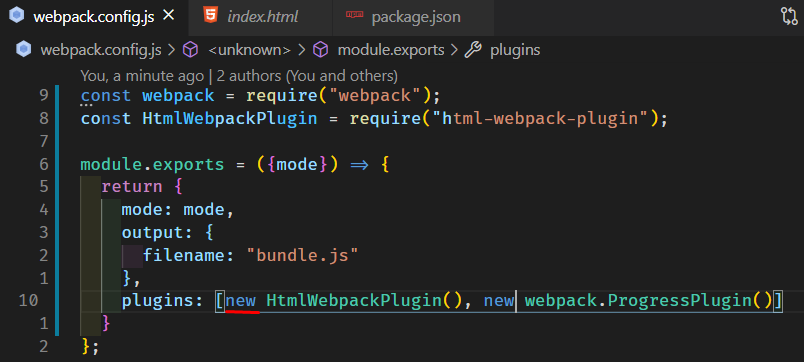 webpack.config.js × index.html package.json
webpack.config.js > <unknown> > module.exports > plugins
You, a minute ago | 2 authors (You and others)
9 const webpack = require("webpack");
8 const HtmlWebpackPlugin = require("html-webpack-plugin");
7
6 module.exports = ({mode}) => {
5 return {
4 mode: mode,
3 output: {
2 filename: "bundle.js"
1 },
10 plugins: [new HtmlWebpackPlugin(), new webpack.ProgressPlugin()]
1 }
2 };